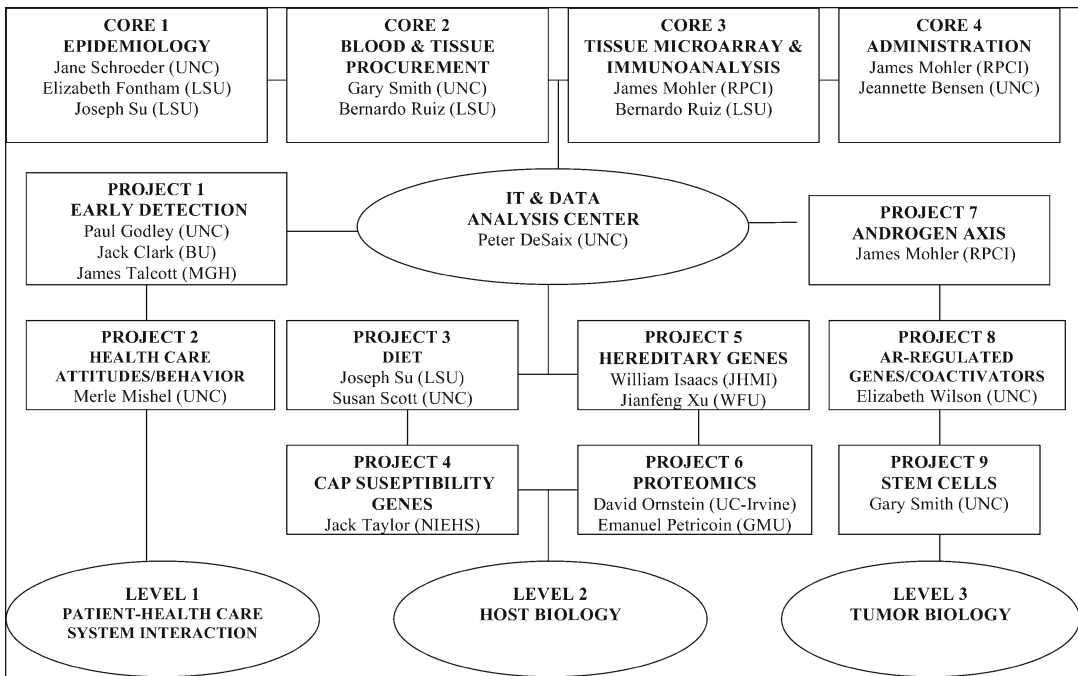 CORE 1
EPIDEMIOLOGY
Jane Schroeder (UNC)
Elizabeth Fontham (LSU)
Joseph Su (LSU)
CORE 2
BLOOD & TISSUE
PROCUREMENT
Gary Smith (UNC)
Bernardo Ruiz (LSU)
CORE 3
TISSUE MICROARRAY &
IMMUNOANALYSIS
James Mohler (RPCI)
Bernardo Ruiz (LSU)
CORE 4
ADMINISTRATION
James Mohler (RPCI)
Jeannette Bensen (UNC)
PROJECT 1
EARLY DETECTION
Paul Godley (UNC)
Jack Clark (BU)
James Talcott (MGH)
IT & DATA
ANALYSIS CENTER
Peter DeSaix (UNC)
PROJECT 7
ANDROGEN AXIS
James Mohler (RPCI)
PROJECT 2
HEALTH CARE
ATTITUDES/BEHAVIOR
Merle Mishel (UNC)
PROJECT 3
DIET
Joseph Su (LSU)
Susan Scott (UNC)
PROJECT 5
HEREDITARY GENES
William Isaacs (JHMI)
Jianfeng Xu (WFU)
PROJECT 8
AR-REGULATED
GENES/COACTIVATORS
Elizabeth Wilson (UNC)
PROJECT 4
CAP SUSEPTIBILITY
GENES
Jack Taylor (NIEHS)
PROJECT 6
PROTEOMICS
David Ornstein (UC-Irvine)
Emanuel Petricoin (GMU)
PROJECT 9
STEM CELLS
Gary Smith (UNC)
LEVEL 1
PATIENT-HEALTH CARE
SYSTEM INTERACTION
LEVEL 2
HOST BIOLOGY
LEVEL 3
TUMOR BIOLOGY